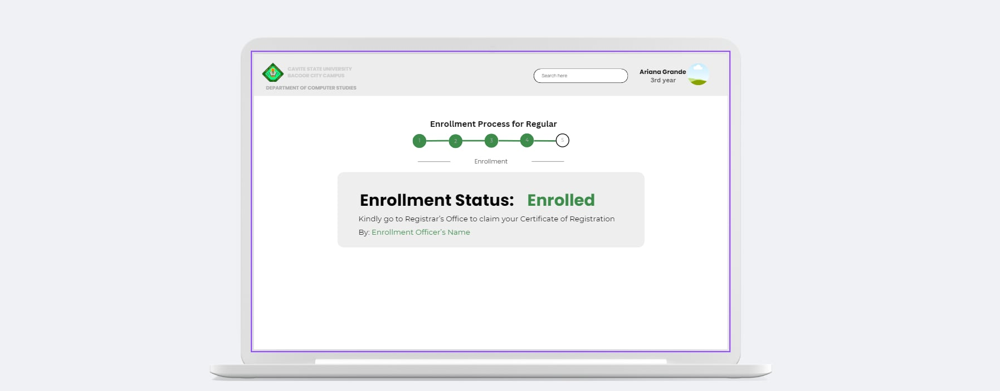 CAVITE STATE UNIVERSITY
BACOOR CITY CAMPUS
DEPARTMENT OF COMPUTER STUDIES
Search here
Ariana Grande
3rd year
Enrollment Process for Regular
1 2 3 4 5
Enrollment
Enrollment Status: Enrolled
Kindly go to Registrar’s Office to claim your Certificate of Registration
By: Enrollment Officer’s Name